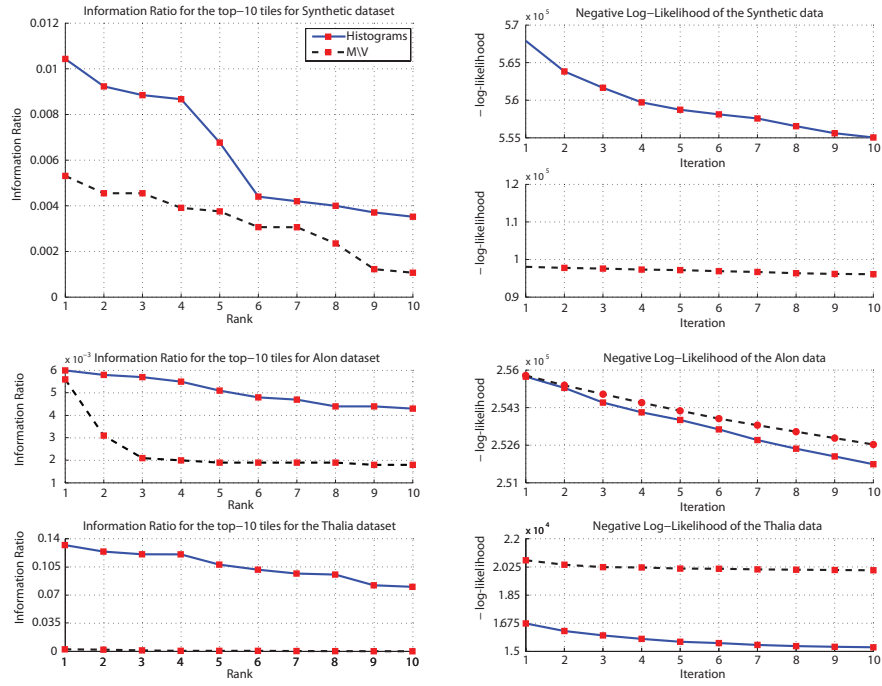 Information Ratio for the top-10 tiles for Synthetic dataset
0.012
0.01
0.008
0.006
0.004
0.002
0
Information Ratio
1 2 3 4 5 6 7 8 9 10
Rank
Histograms
M\V
Negative Log-Likelihood of the Synthetic data
x 10^5
57
5.65
56
5.55
- log-likelihood
1 2 3 4 5 6 7 8 9 10
Iteration
x 10^5
12
1.1
1
0.9
- log-likelihood
1 2 3 4 5 6 7 8 9 10
Iteration
x 10^-3
Information Ratio for the top-10 tiles for Alon dataset
6
5
4
3
2
1
Information Ratio
1 2 3 4 5 6 7 8 9 10
Rank
Negative Log-Likelihood of the Alon data
x 10^5
2.56
2.543
2.526
2.51
- log-likelihood
1 2 3 4 5 6 7 8 9 10
Iteration
Information Ratio for the top-10 tiles for the Thalia dataset
0.14
0.105
0.07
0.035
0
Information Ratio
1 2 3 4 5 6 7 8 9 10
Rank
Negative Log-Likelihood of the Thalia data
x 10^4
2.2
2.025
1.85
1.675
1.5
-log-likelihood
1 2 3 4 5 6 7 8 9 10
Iteration